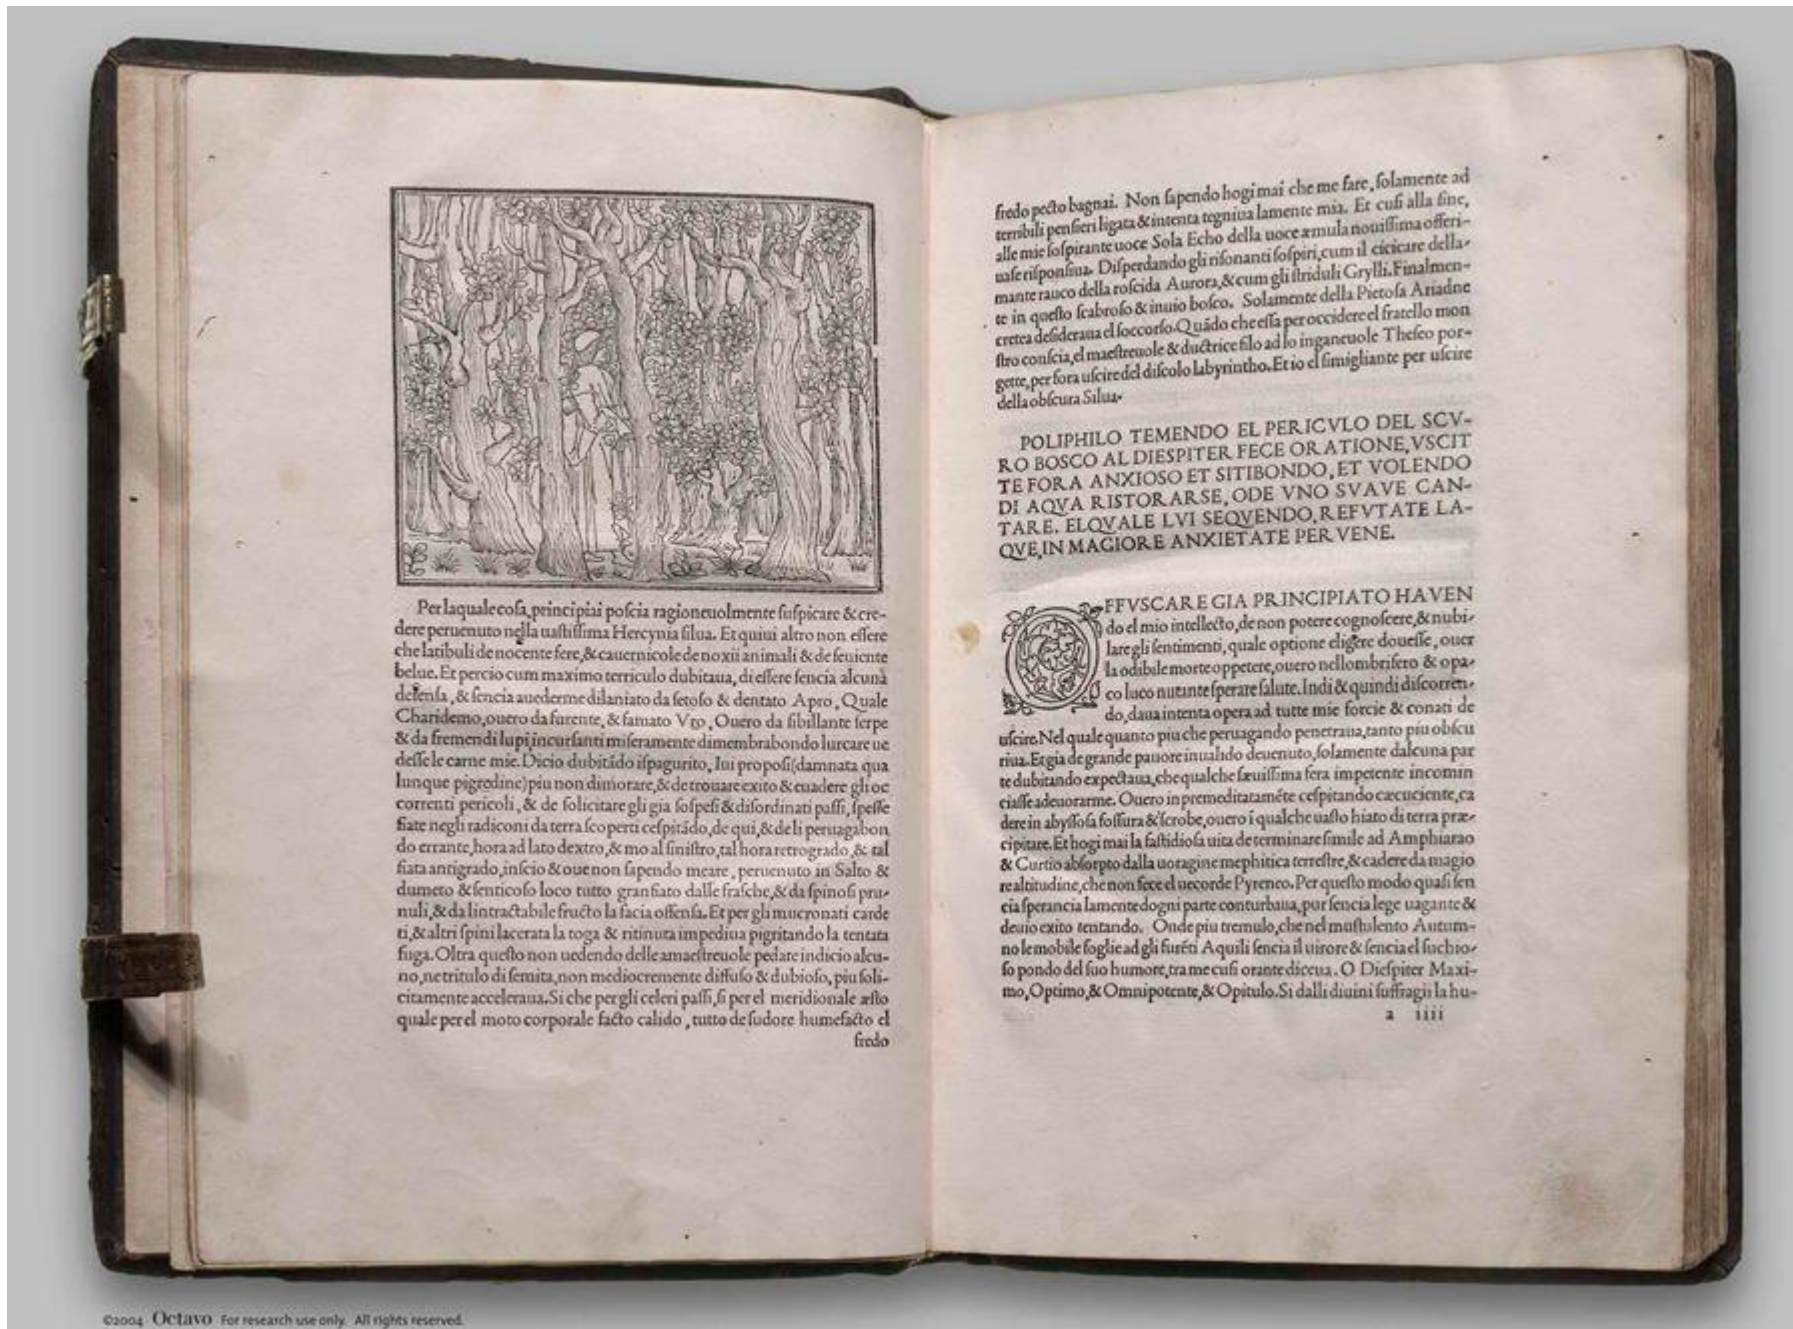 Per laquale cosa, principiai poscia ragioneuolmente suspicare & cre-
dere peruenuto nella uastissima Hercynia silua. Et quiui altro non essere
che latibuli de nocente fere, & cauernicole de noxii animali & de seuiente
belue. Et percio cum maximo terriculo dubitaua, di essere sencia alcuna
defensa, & sencia auederme dilaniato da setoso & dentato Apro, Quale
Charidemo, ouero da furente, & famato Vro, Ouero da sibillante serpe
& da fremendi lupi, incursanti miseramente dimembrabondo lurcare ue
desse le carne mie. Dicio dubitãdo ispagurito, Iui proposi (damnata qua
lunque pigredine) piu non dimorare, & de trouare exito & euadere gli oc
correnti pericoli, & de solicitare gli gia sospesi & disordinati passi, spesse
fiate negli radiconi da terra scoperti cespitãdo, de qui, & de li peruagabon
do errante, hora ad lato dextro, & mo al sinistro, tal hora retrogrado, & tal
fiata antigrado, inscio & oue non sapendo meare, peruenuto in Salto &
dumeto & senticoso loco tutto granfiato dalle frasche, & da spinosi pru-
nuli, & da lintractabile fructo la facia offensa. Et per gli mucronati carde
ti, & altri spini lacerata la toga & ritinuta impediua pigritando la tentata
fuga. Oltra questo non uedendo delle amaestreuole pedate indicio alcu-
no, ne tritulo di semita, non mediocremente diffuso & dubioso, piu soli-
citamente acceleraua. Si che per gli celeri passi, si per el meridionale æsto
quale per el moto corporale facto calido, tutto de sudore humefacto el
fredo
fredo pecto bagnai. Non sapendo hogi mai che me fare, solamente ad
terribili pensieri ligata & intenta tegniua lamente mia. Et cusi alla fine,
alle mie sospirante uoce Sola Echo della uoce æmula nouissima offeri-
uase risponsiua. Disperdando gli risonanti sospiri, cum il cicicare della-
mante rauco della roscida Aurora, & cum gli striduli Grylli. Finalmen-
te in questo scabroso & inuio bosco. Solamente della Pietosa Ariadne
cretea desideraua el soccorso. Quãdo che essa per occidere el fratello mon
stro conscia, el maestreuole & ductrice filo ad lo inganeuole Theseo por-
gette, per fora uscire del discolo labyrintho. Et io el simigliante per uscire
della obscura Silua.
POLIPHILO TEMENDO EL PERICVLO DEL SCV-
RO BOSCO AL DIESPITER FECE ORATIONE, VSCIT
TE FORA ANXIOSO ET SITIBONDO, ET VOLENDO
DI AQVA RISTORARSE, ODE VNO SVAVE CAN-
TARE. ELQVALE LVI SEQVENDO, REFVTATE LA-
QVE, IN MAGIORE ANXIETATE PERVENE.
OFFVSCARE GIA PRINCIPIATO HAVEN
do el mio intellecto, de non potere cognoscere, & nubi-
lare gli sentimenti, quale optione eligere douesse, ouer
la odibile morte oppetere, ouero nellombrifero & opa-
co luco nutante sperare salute. Indi & quindi discorren-
do, daua intenta opera ad tutte mie forcie & conati de
uscire. Nel quale quanto piu che peruagando penetraua, tanto piu obscu
riua. Et gia de grande pauore inualido deuenuto, solamente dalcuna par
te dubitando expectaua, che qualche sæuissima fera impetente incomin
ciasse adeuorarme. Ouero inpremeditatamẽte cespitando cæcuciente, ca
dere in abyssosa fossura & scrobe, ouero ĩ qualche uasto hiato di terra præ-
cipitare. Et hogi mai la fastidiosa uita de terminare simile ad Amphiarao
& Curtio absorpto dalla uoragine mephitica terrestre, & cadere da magio
re altitudine, che non fece el uecorde Pyreneo. Per questo modo quasi sen
cia sperancia lamente dogni parte conturbaua, pur sencia lege uagante &
deuio exito tentando. Onde piu tremulo, che nel mustulento Autum-
no le mobile foglie ad gli furẽti Aquili sencia il uirore & sencia el suchio-
so pondo del suo humore, tra me cusi orante diceua. O Diespiter Maxi-
mo, Optimo, & Omnipotente, & Opitulo. Si dalli diuini suffragii la hu-
a iiii
©2004 Octavo For research use only. All rights reserved.